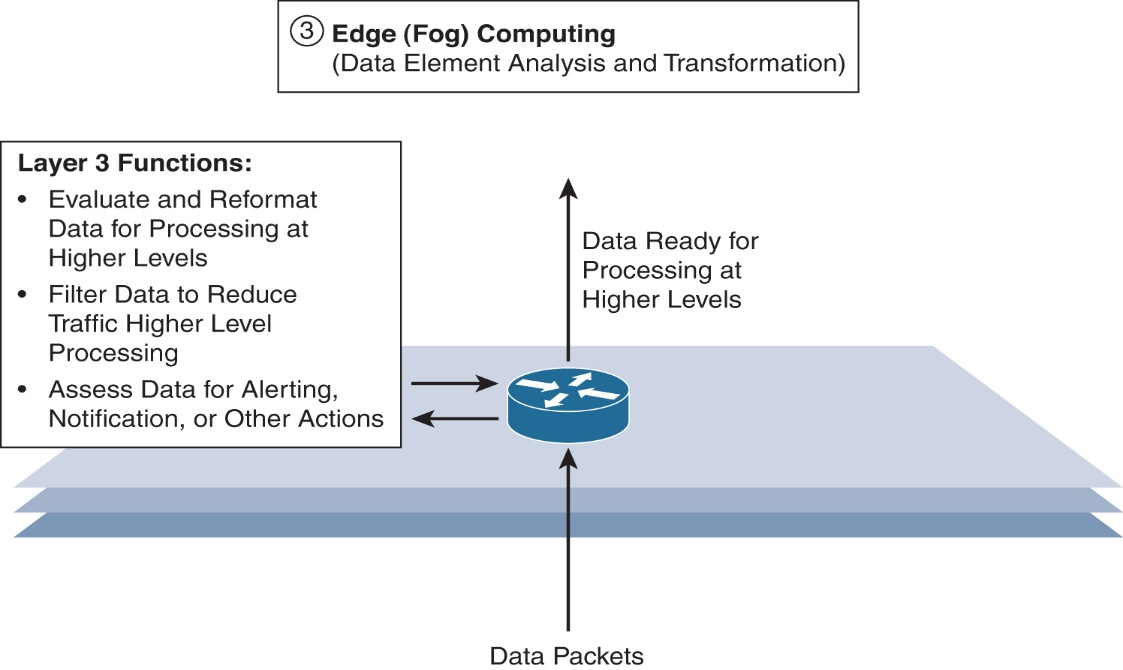 ③ Edge (Fog) Computing
(Data Element Analysis and Transformation)
Layer 3 Functions:
• Evaluate and Reformat
Data for Processing at
Higher Levels
• Filter Data to Reduce
Traffic Higher Level
Processing
• Assess Data for Alerting,
Notification, or Other Actions
Data Ready for
Processing at
Higher Levels
Data Packets